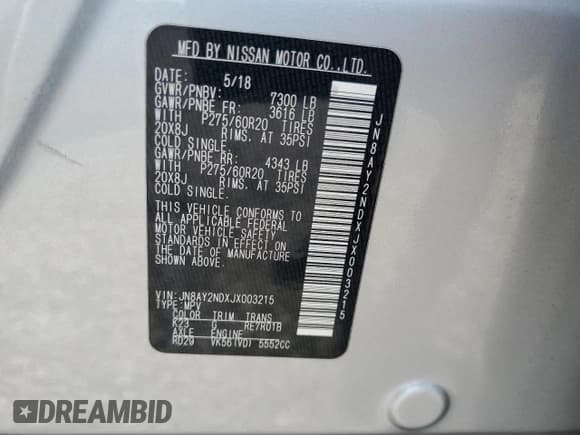 MFD BY NISSAN MOTOR CO.,LTD.
DATE: 5/18
GVWR/PNBV: 7300 LB
GAWR/PNBE FR: 3616 LB
WITH P275/60R20 TIRES
20X8J RIMS. AT 35PSI
COLD SINGLE.
GAWR/PNBE RR: 4343 LB
WITH P275/60R20 TIRES
20X8J RIMS. AT 35PSI
COLD SINGLE.
THIS VEHICLE CONFORMS TO
ALL APPLICABLE FEDERAL
MOTOR VEHICLE SAFETY
STANDARDS IN EFFECT ON
THE DATE OF MANUFACTURE
SHOWN ABOVE.
VIN:JN8AY2NDXJX003215
TYPE:MPV
COLOR TRIM TRANS
K23 G RE7R01B
AXLE ENGINE
RD29 VK56(VD) 5552CC
JN8AY2NDXJX003215
DREAMBID